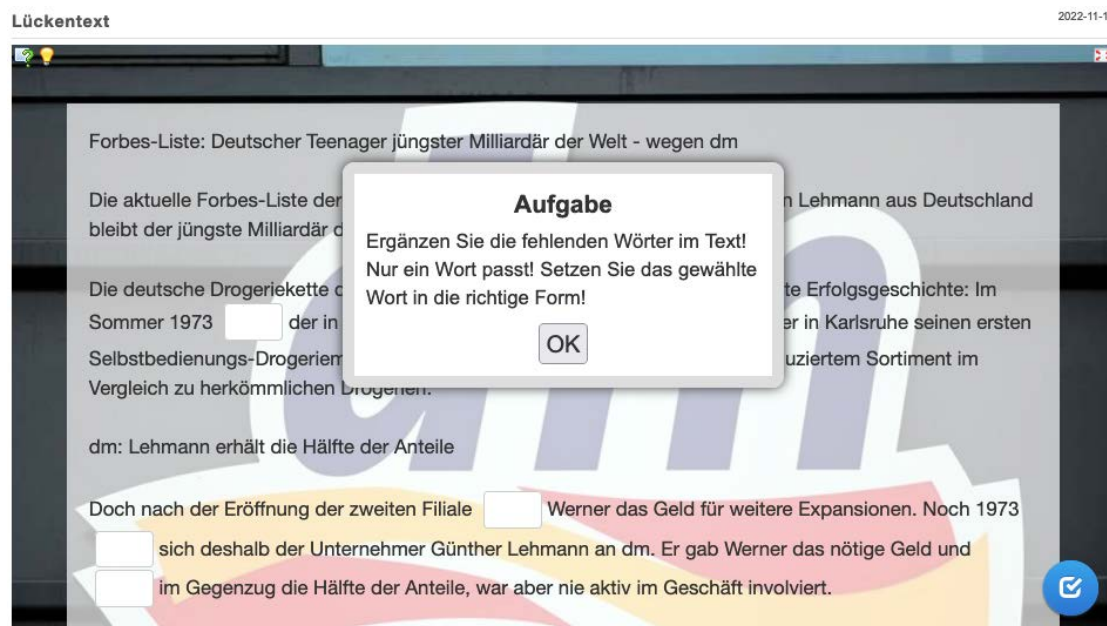 Lückentext
2022-11-1
Forbes-Liste: Deutscher Teenager jüngster Milliardär der Welt - wegen dm
Die aktuelle Forbes-Liste der
Lehmann aus Deutschland
bleibt der jüngste Milliardär
Aufgabe
Ergänzen Sie die fehlenden Wörter im Text!
Nur ein Wort passt! Setzen Sie das gewählte
Wort in die richtige Form!
OK
Die deutsche Drogeriekette
Erfolgsgeschichte: Im
Sommer 1973 der in
in Karlsruhe seinen ersten
Selbstbedienungs-Drogeriem
uziertem Sortiment im
Vergleich zu herkömmlichen Drogerien.
dm: Lehmann erhält die Hälfte der Anteile
Doch nach der Eröffnung der zweiten Filiale Werner das Geld für weitere Expansionen. Noch 1973
sich deshalb der Unternehmer Günther Lehmann an dm. Er gab Werner das nötige Geld und
im Gegenzug die Hälfte der Anteile, war aber nie aktiv im Geschäft involviert.
dm